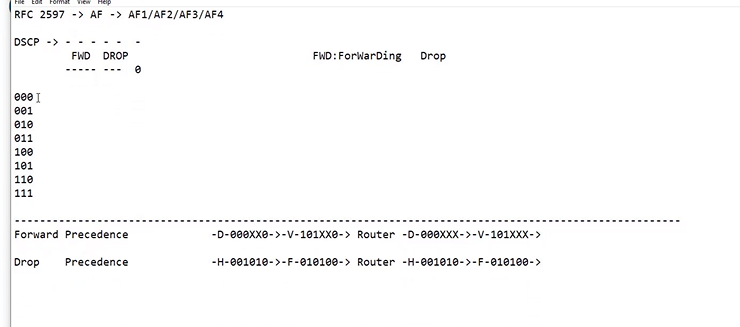 File Edit Format View Help
RFC 2597 -> AF -> AF1/AF2/AF3/AF4
DSCP -> - - - - - -
FWD DROP FWD:ForWarDing Drop
----- --- 0
000
001
010
011
100
101
110
111
-----------------------------------------------------------------------------------------------
Forward Precedence -D-000XX0->-V-101XX0-> Router -D-000XXX->-V-101XXX->
Drop Precedence -H-001010->-F-010100-> Router -H-001010->-F-010100->